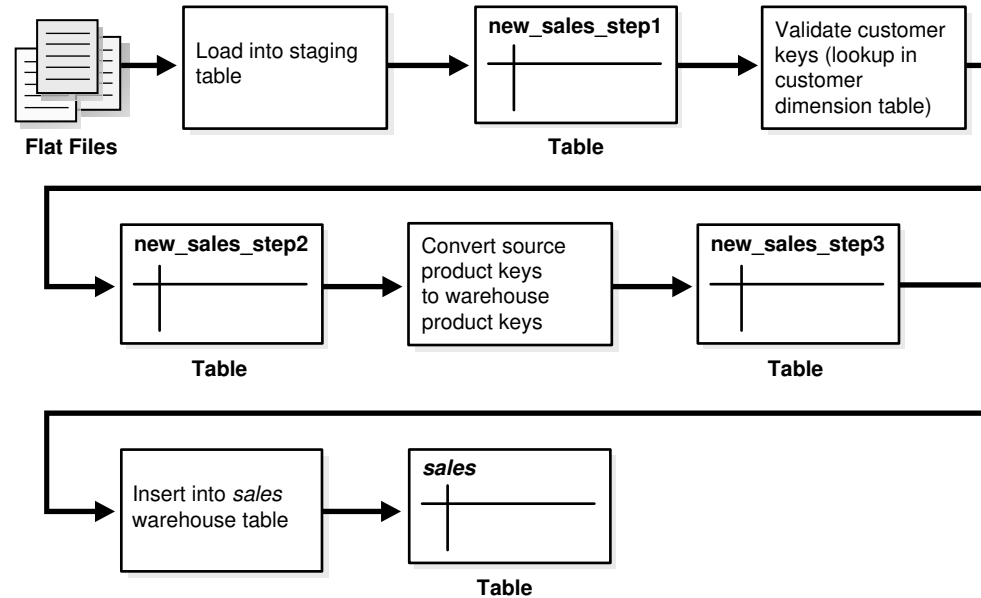 Load into staging
table
new_sales_step1
Validate customer
keys (lookup in
customer
dimension table)
Flat Files
Table
new_sales_step2
Convert source
product keys
to warehouse
product keys
new_sales_step3
Table
Table
Insert into sales
warehouse table
sales
Table